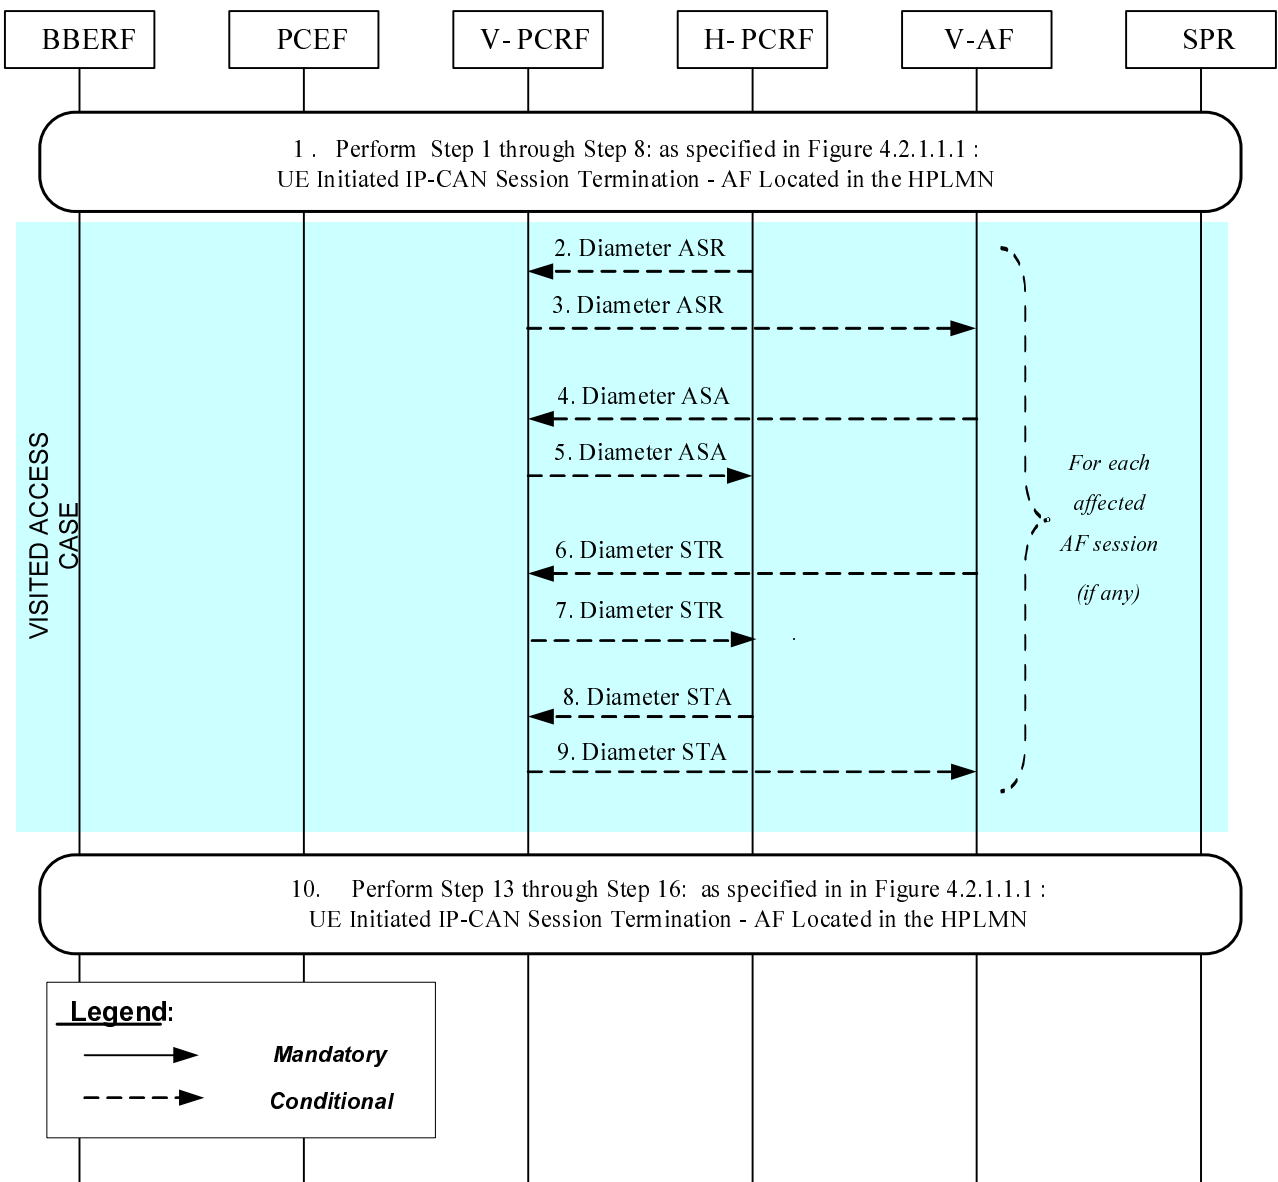 BBERF
PCEF
V- PCRF
H- PCRF
V-AF
SPR
1 . Perform Step 1 through Step 8: as specified in Figure 4.2.1.1.1 :
UE Initiated IP-CAN Session Termination - AF Located in the HPLMN
VISITED ACCESS
CASE
2. Diameter ASR
3. Diameter ASR
4. Diameter ASA
5. Diameter ASA
6. Diameter STR
7. Diameter STR
8. Diameter STA
9. Diameter STA
For each
affected
AF session
(if any)
10. Perform Step 13 through Step 16: as specified in in Figure 4.2.1.1.1 :
UE Initiated IP-CAN Session Termination - AF Located in the HPLMN
Legend:
Mandatory
Conditional